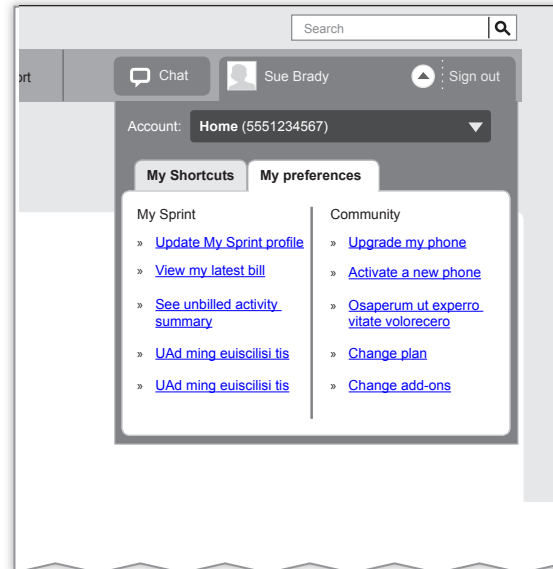 Search
ort
Chat
Sue Brady
Sign out
Account: Home (5551234567)
My Shortcuts
My preferences
My Sprint
» Update My Sprint profile
» View my latest bill
» See unbilled activity
summary
» UAd ming euiscilisi tis
» UAd ming euiscilisi tis
Community
» Upgrade my phone
» Activate a new phone
» Osaperum ut experro
vitate volorecero
» Change plan
» Change add-ons